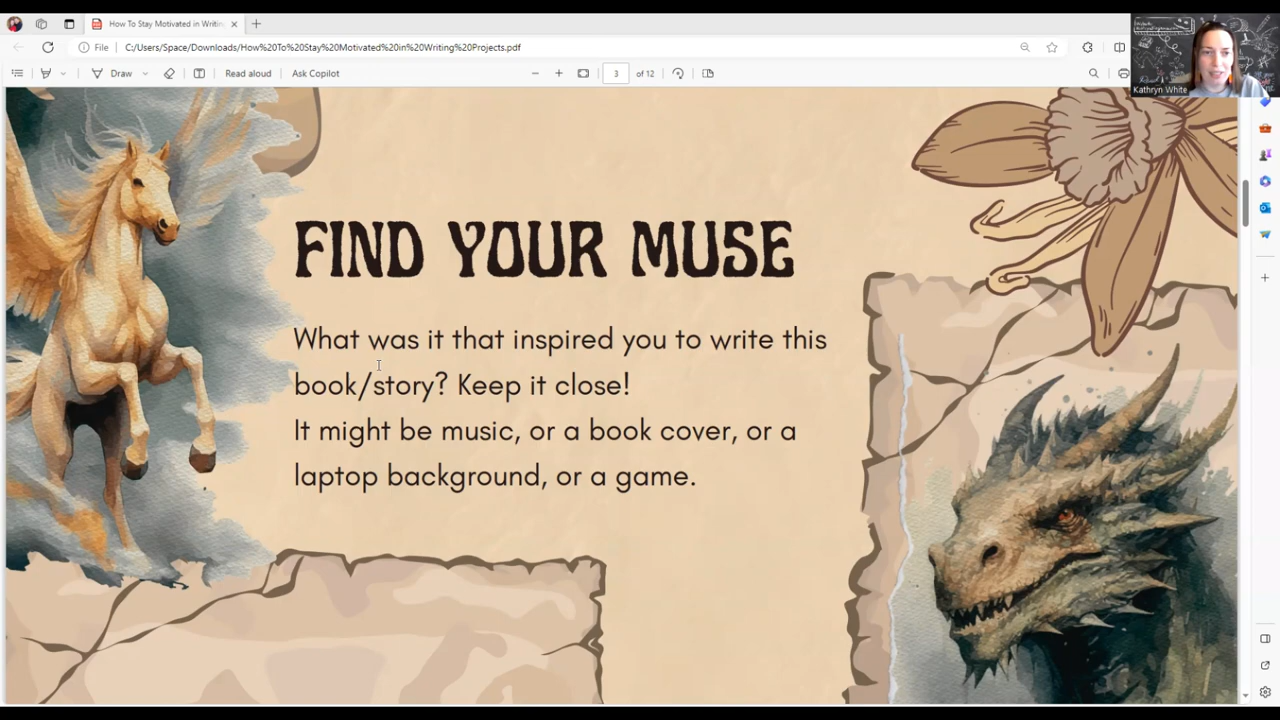 How To Stay Motivated in Writin
File
C:/Users/Space/Downloads/How%20To%20Stay%20Motivated%20in%20Writing%20Projects.pdf
Draw
Read aloud
Ask Copilot
3
of 12
Kathryn White
FIND YOUR MUSE
What was it that inspired you to write this
book/story? Keep it close!
It might be music, or a book cover, or a
laptop background, or a game.